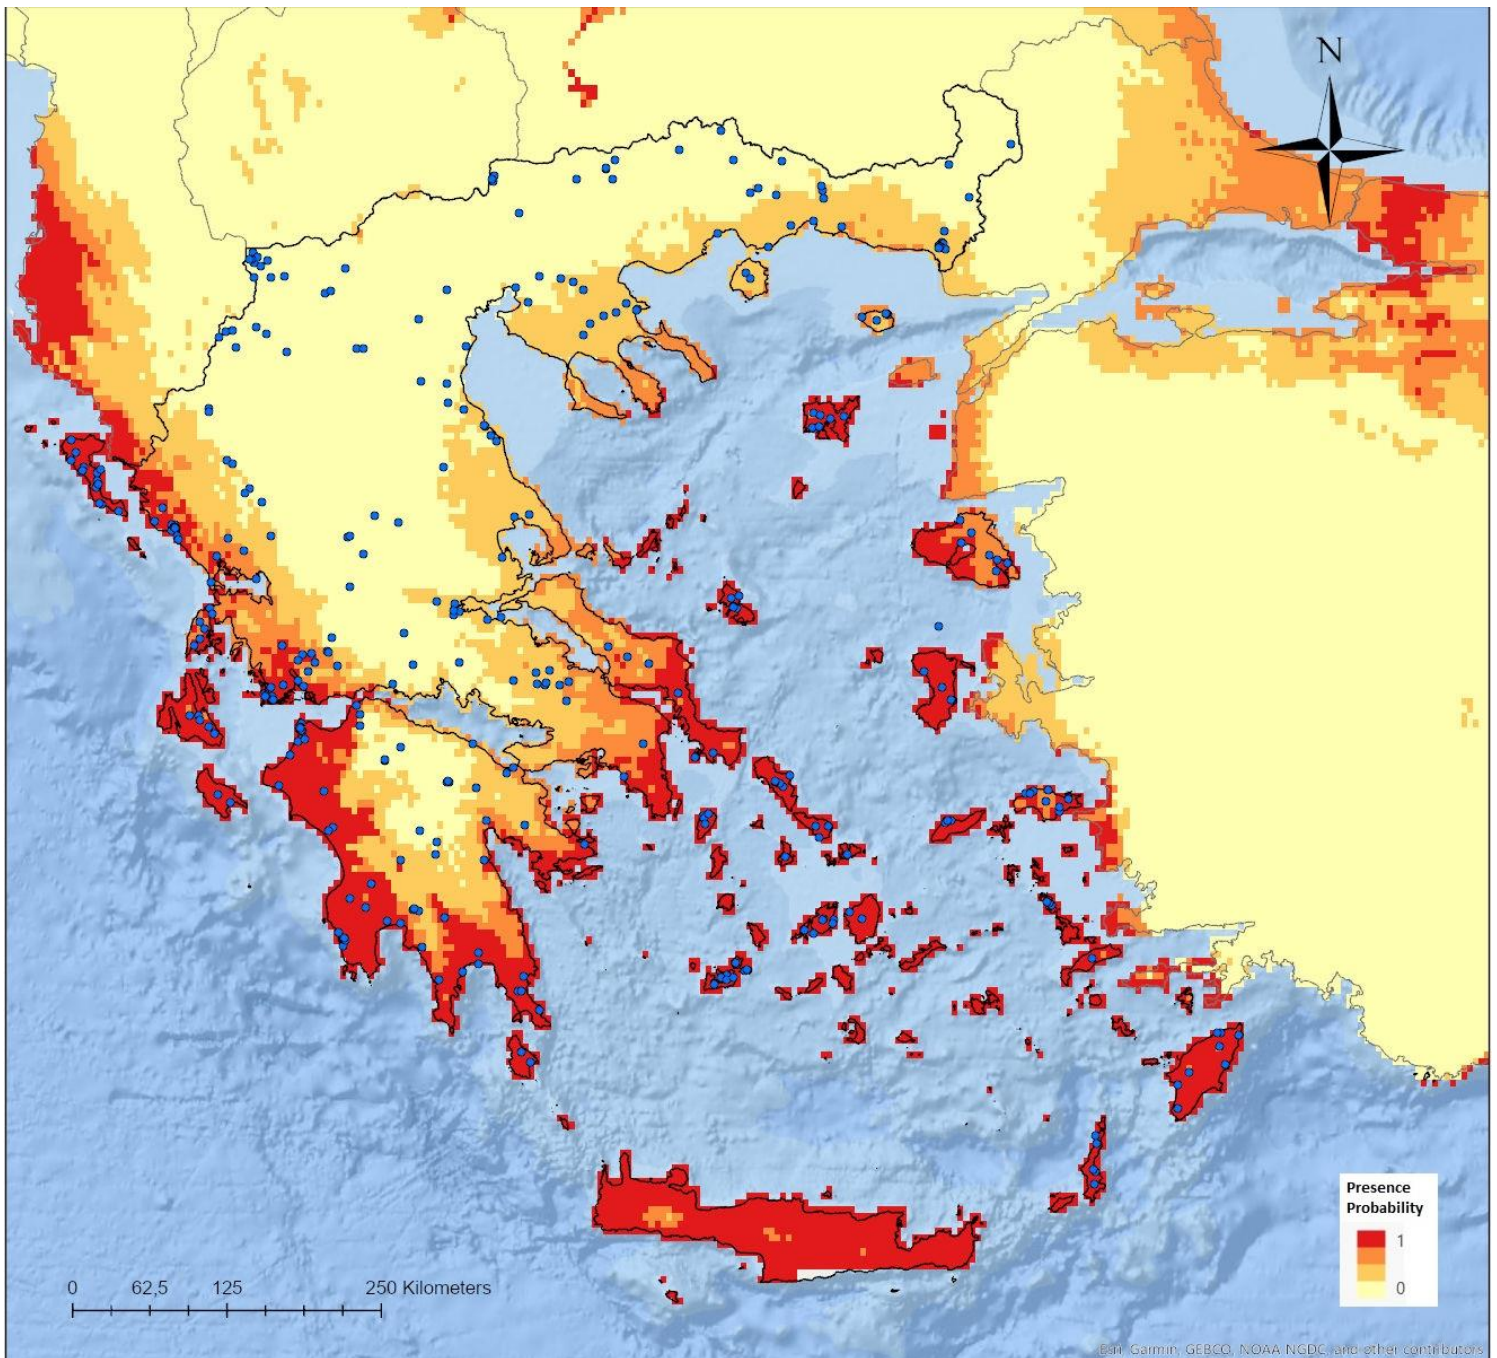 N
Presence
Probability
1
0
0 62,5 125 250 Kilometers
Esri, Garmin, GEBCO, NOAA NGDC, and other contributors